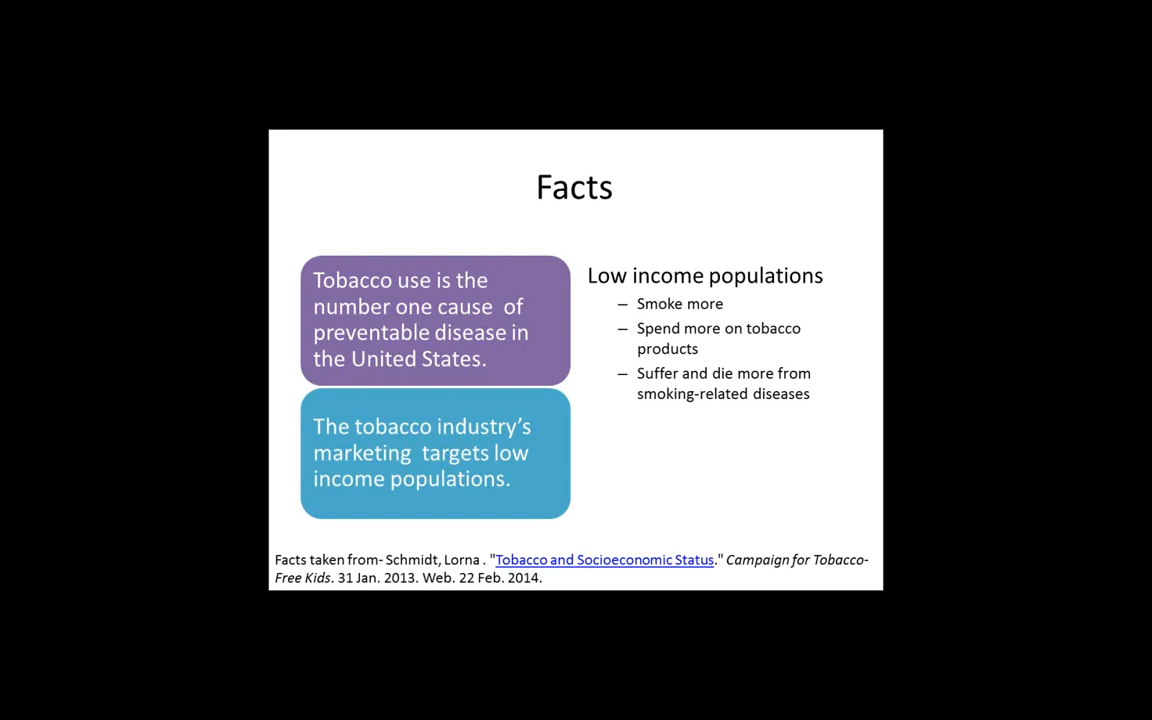 Facts
Tobacco use is the
number one cause  of
preventable disease in
the United States.
The tobacco industry’s
marketing  targets low
income populations.
Low income populations
– Smoke more
– Spend more on tobacco
products
– Suffer and die more from
smoking-related diseases
Facts taken from- Schmidt, Lorna . "Tobacco and Socioeconomic Status." Campaign for Tobacco-
Free Kids. 31 Jan. 2013. Web. 22 Feb. 2014.